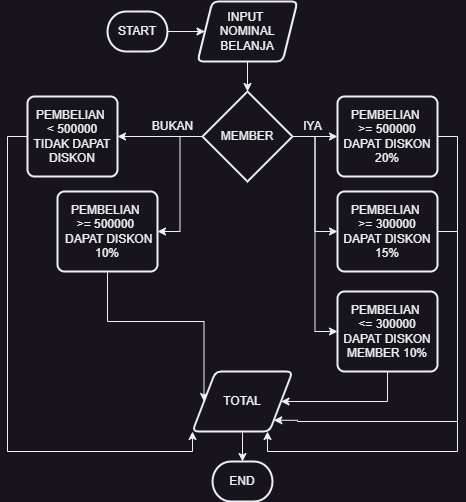 START
INPUT
NOMINAL
BELANJA
MEMBER
BUKAN
IYA
PEMBELIAN
< 500000
TIDAK DAPAT
DISKON
PEMBELIAN
>= 500000
DAPAT DISKON
10%
PEMBELIAN
>= 500000
DAPAT DISKON
20%
PEMBELIAN
>= 300000
DAPAT DISKON
15%
PEMBELIAN
<= 300000
DAPAT DISKON
MEMBER 10%
TOTAL
END